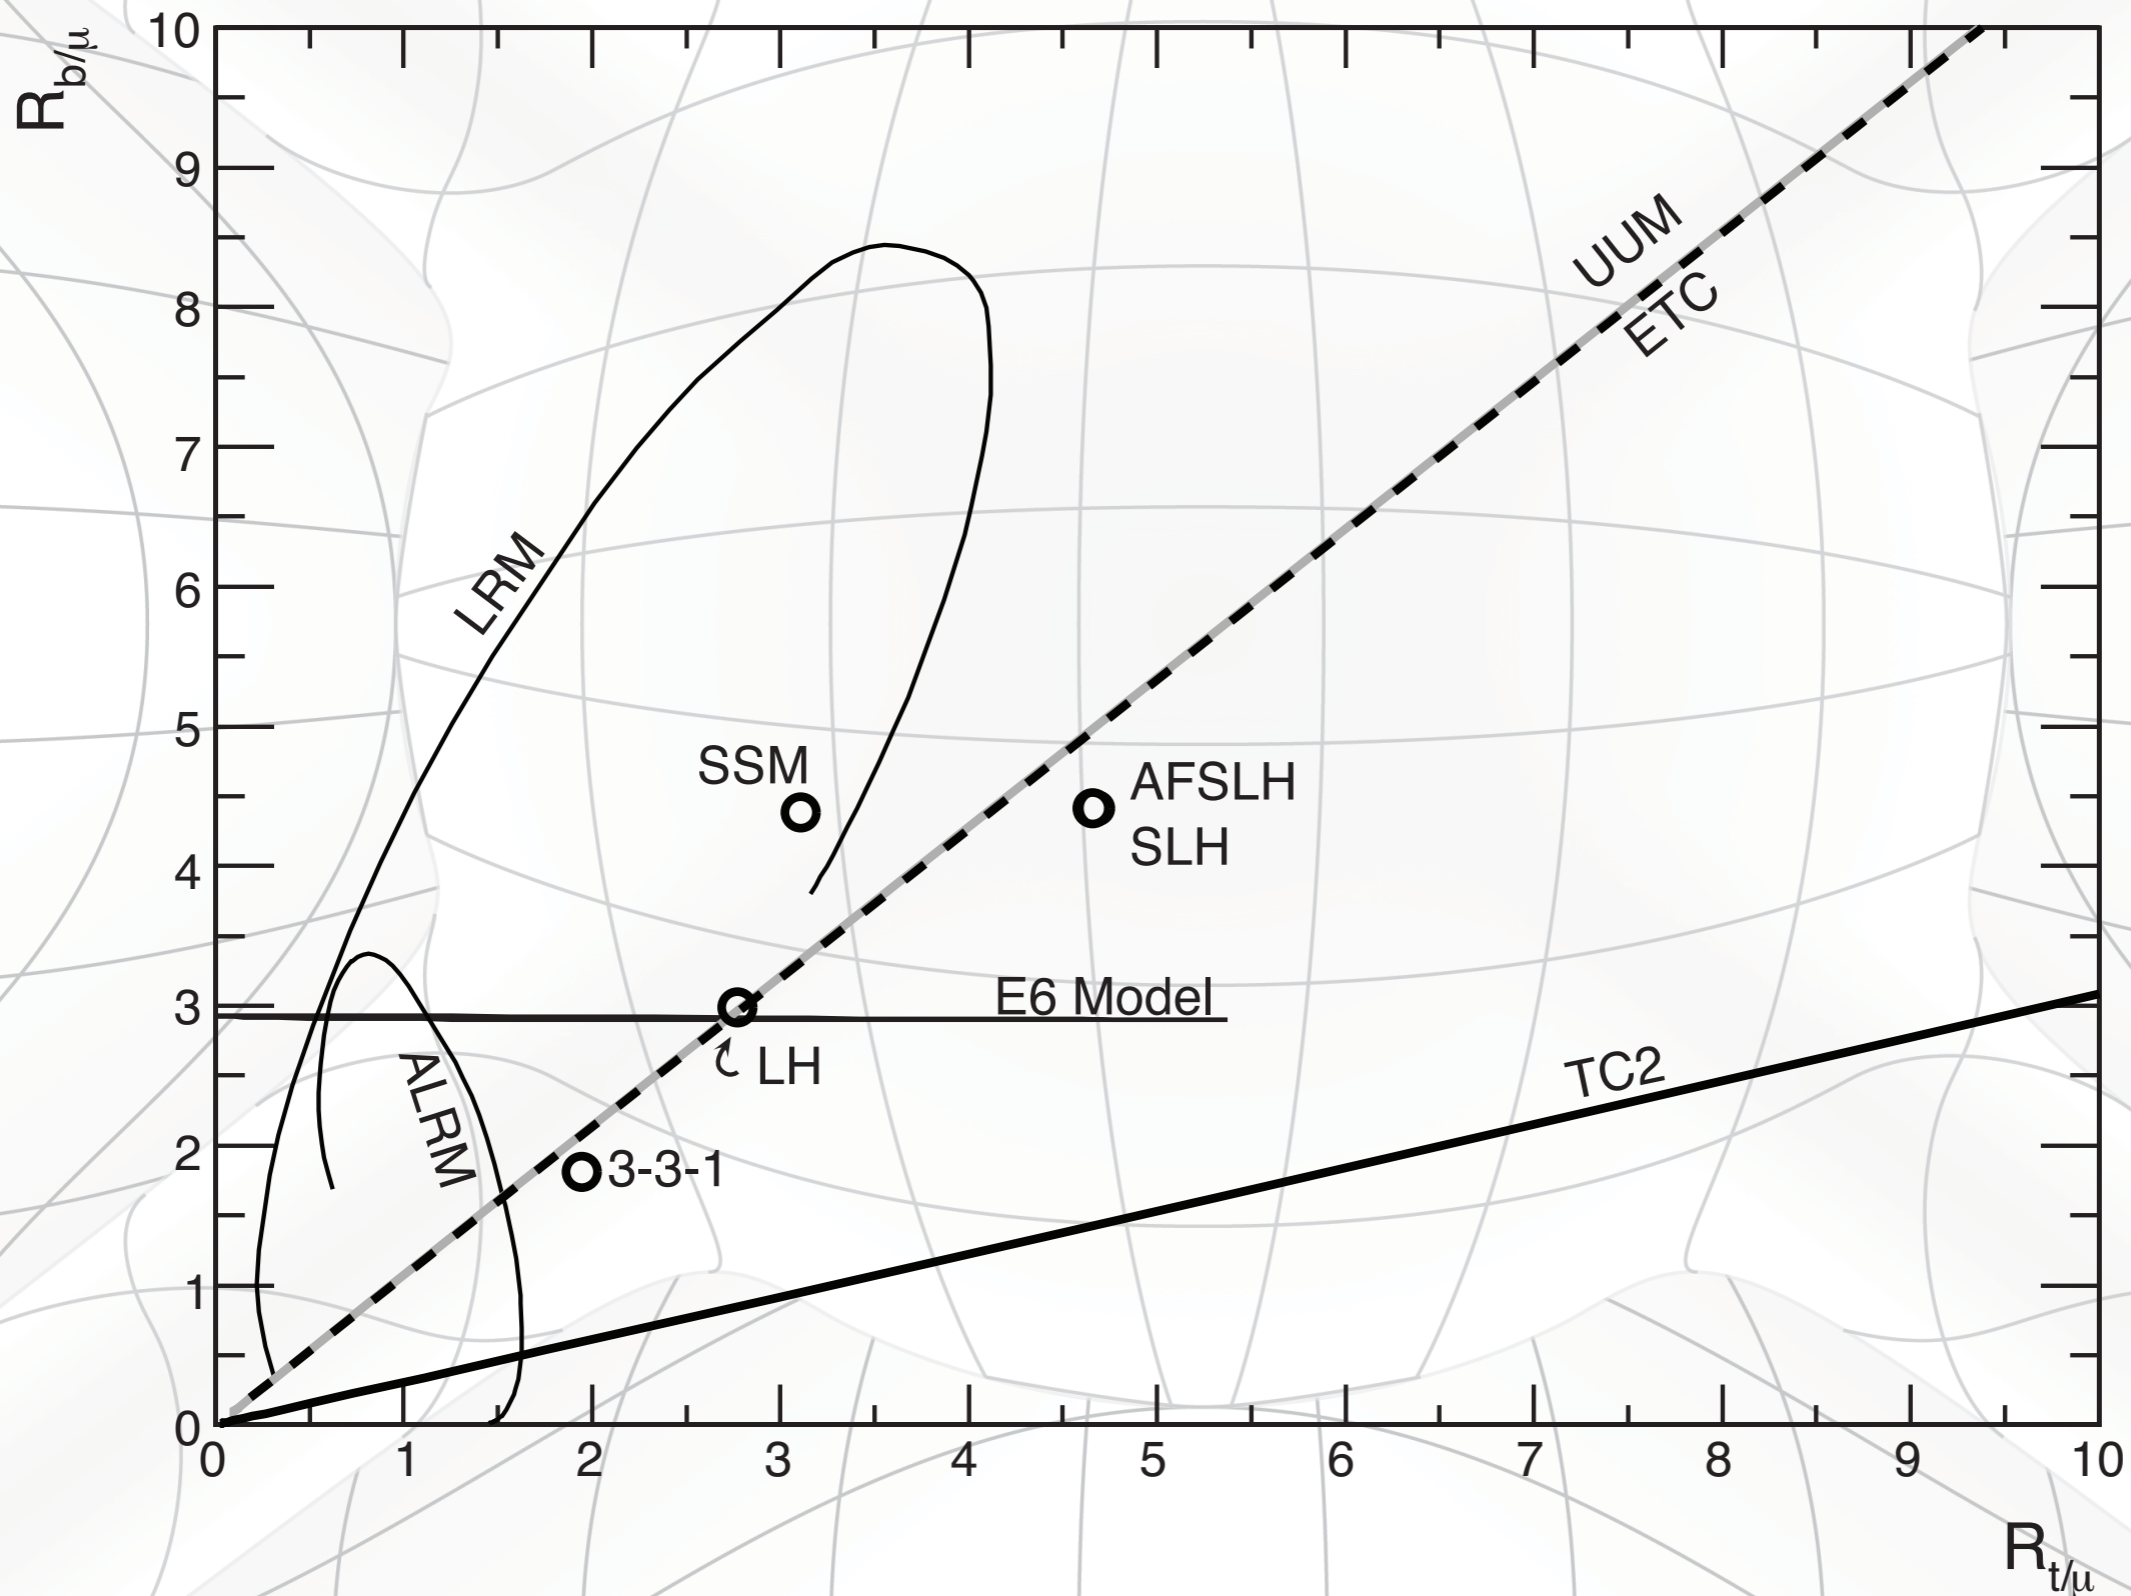 R_b/μ
10
9
8
7
6
5
4
3
2
1
0
UUM
ETC
LRM
SSM
AFSLH
SLH
E6 Model
LH
TC2
ALRM
3-3-1
0 1 2 3 4 5 6 7 8 9 10
R_t/μ